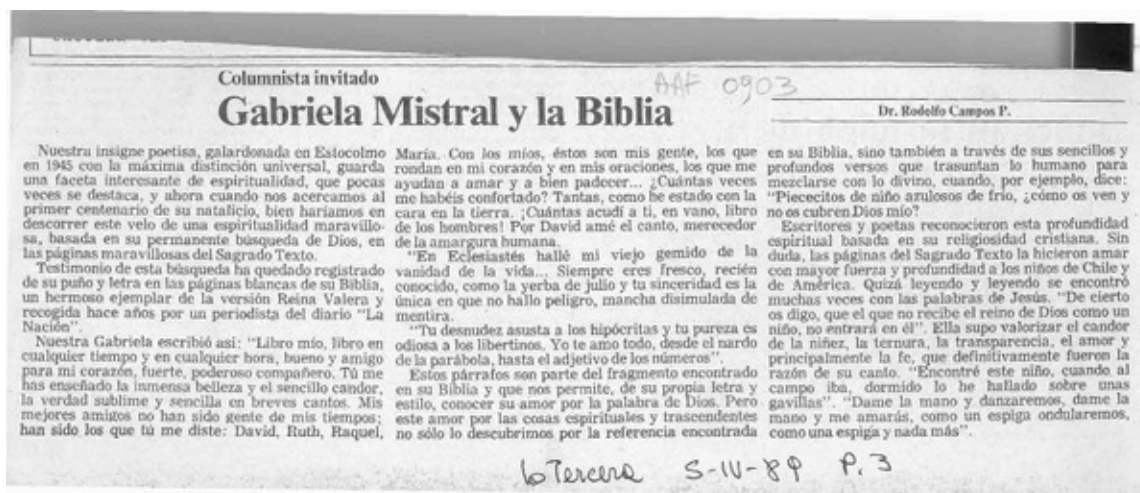 Columnista invitado
AAF 0903
Gabriela Mistral y la Biblia
Dr. Rodolfo Campos P.
Nuestra insigne poetisa, galardonada en Estocolmo
en 1945 con la máxima distinción universal, guarda
una faceta interesante de espiritualidad, que pocas
veces se destaca, y ahora cuando nos acercamos al
primer centenario de su natalicio, bien haríamos en
descorrer este velo de una espiritualidad maravillo-
sa, basada en su permanente búsqueda de Dios, en
las páginas maravillosas del Sagrado Texto.
Testimonio de esta búsqueda ha quedado registrado
de su puño y letra en las páginas blancas de su Biblia,
un hermoso ejemplar de la versión Reina Valera y
recogida hace años por un periodista del diario "La
Nación".
Nuestra Gabriela escribió así: "Libro mío, libro en
cualquier tiempo y en cualquier hora, bueno y amigo
para mi corazón, fuerte, poderoso compañero. Tú me
has enseñado la inmensa belleza y el sencillo candor,
la verdad sublime y sencilla en breves cantos. Mis
mejores amigos no han sido gente de mis tiempos;
han sido los que tú me diste: David, Ruth, Raquel,
María. Con los míos, éstos son mis gente, los que
rondan en mi corazón y en mis oraciones, los que me
ayudan a amar y a bien padecer... ¿Cuántas veces
me habéis confortado? Tantas, como he estado con la
cara en la tierra. ¡Cuántas acudí a ti, en vano, libro
de los hombres! Por David amé el canto, merecedor
de la amargura humana.
"En Eclesiastés hallé mi viejo gemido de la
vanidad de la vida... Siempre eres fresco, recién
conocido, como la yerba de julio y tu sinceridad es la
única en que no hallo peligro, mancha disimulada de
mentira.
"Tu desnudez asusta a los hipócritas y tu pureza es
odiosa a los libertinos. Yo te amo todo, desde el nardo
de la parábola, hasta el adjetivo de los números".
Estos párrafos son parte del fragmento encontrado
en su Biblia y que nos permite, de su propia letra y
estilo, conocer su amor por la palabra de Dios. Pero
este amor por las cosas espirituales y trascendentes
no sólo lo descubrimos por la referencia encontrada
en su Biblia, sino también a través de sus sencillos y
profundos versos que trasuntan lo humano para
mezclarse con lo divino, cuando, por ejemplo, dice:
"Piececitos de niño azulosos de frío, ¿cómo os ven y
no os cubren Dios mío?
Escritores y poetas reconocieron esta profundidad
espiritual basada en su religiosidad cristiana. Sin
duda, las páginas del Sagrado Texto la hicieron amar
con mayor fuerza y profundidad a los niños de Chile y
de América. Quizá leyendo y leyendo se encontró
muchas veces con las palabras de Jesús. "De cierto
os digo, que el que no recibe el reino de Dios como un
niño, no entrará en él". Ella supo valorizar el candor
de la niñez, la ternura, la transparencia, el amor y
principalmente la fe, que definitivamente fueron la
razón de su canto. "Encontré este niño, cuando al
campo iba, dormido lo he hallado sobre unas
gavillas". "Dame la mano y danzaremos, dame la
mano y me amarás, como un espiga ondularemos,
como una espiga y nada más".
la Tercera 5-IV-89 P.3